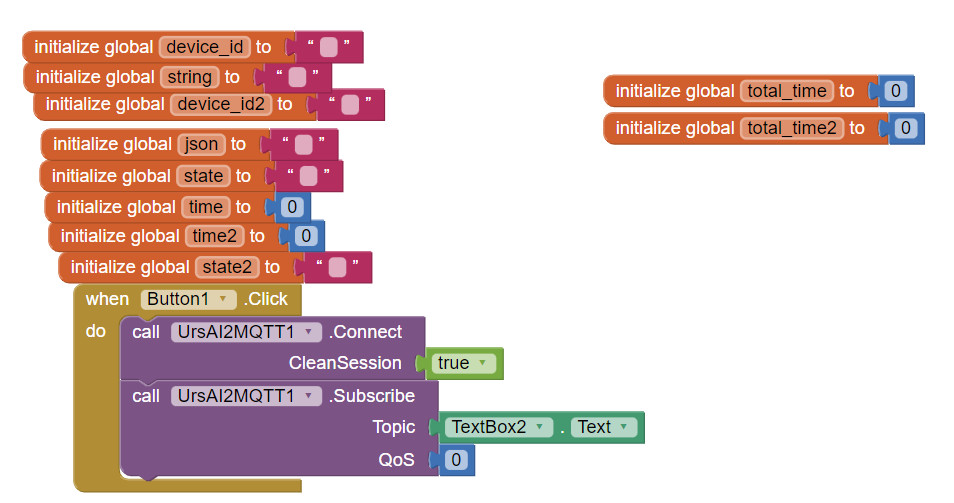 initialize global device_id to “ ”
initialize global string to “ ”
initialize global device_id2 to “ ”
initialize global json to “ ”
initialize global state to “ ”
initialize global time to 0
initialize global time2 to 0
initialize global state2 to “ ”
initialize global total_time to 0
initialize global total_time2 to 0
when Button1 .Click
do call UrsAI2MQTT1 .Connect
CleanSession true
call UrsAI2MQTT1 .Subscribe
Topic TextBox2 . Text
QoS 0